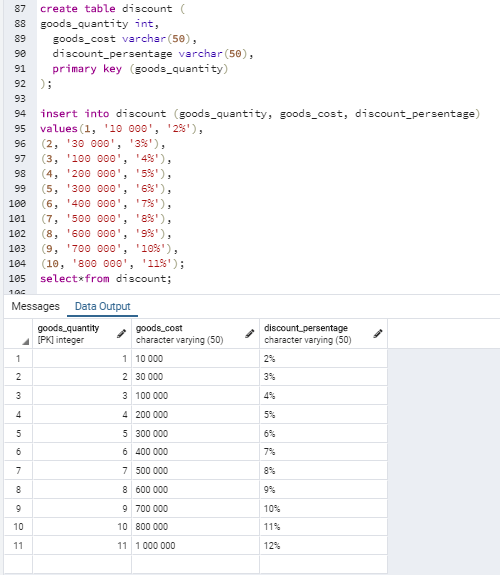 87 create table discount (
88 goods_quantity int,
89 goods_cost varchar(50),
90 discount_persentage varchar(50),
91 primary key (goods_quantity)
92 );
93
94 insert into discount (goods_quantity, goods_cost, discount_persentage)
95 values(1, '10 000', '2%'),
96 (2, '30 000', '3%'),
97 (3, '100 000', '4%'),
98 (4, '200 000', '5%'),
99 (5, '300 000', '6%'),
100 (6, '400 000', '7%'),
101 (7, '500 000', '8%'),
102 (8, '600 000', '9%'),
103 (9, '700 000', '10%'),
104 (10, '800 000', '11%');
105 select*from discount;
106
Messages Data Output
goods_quantity goods_cost discount_persentage
[PK] integer character varying (50) character varying (50)
1 1 10 000 2%
2 2 30 000 3%
3 3 100 000 4%
4 4 200 000 5%
5 5 300 000 6%
6 6 400 000 7%
7 7 500 000 8%
8 8 600 000 9%
9 9 700 000 10%
10 10 800 000 11%
11 11 1 000 000 12%